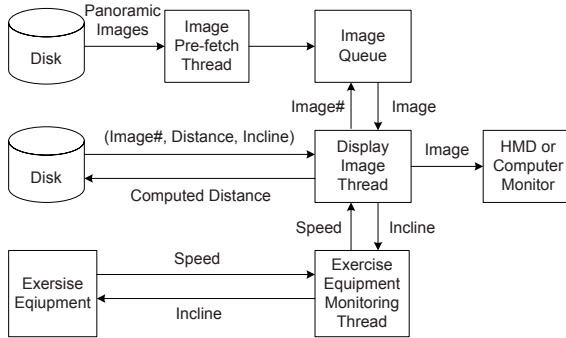 Panoramic
Images
Disk
Image
Pre-fetch
Thread
Image
Queue
Image#
Image
(Image#, Distance, Incline)
Disk
Computed Distance
Display
Image
Thread
Image
HMD or
Computer
Monitor
Speed
Incline
Exersise
Eqiupment
Speed
Incline
Exercise
Equipment
Monitoring
Thread